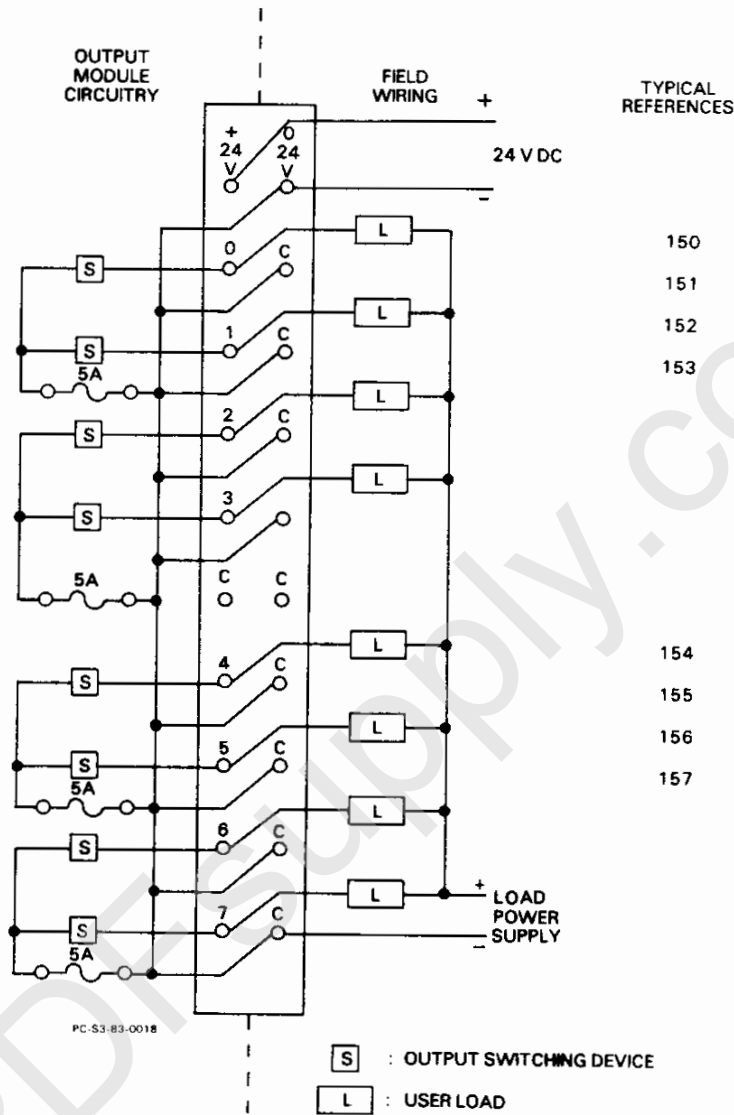 OUTPUT
MODULE
CIRCUITRY
FIELD
WIRING
TYPICAL
REFERENCES
+
+
24
V
0
24
V
24 V DC
–
0
C
L
150
S
151
1
C
L
152
S
153
5A
2
C
L
S
3
L
S
5A
C
C
4
C
L
154
S
155
5
C
L
156
S
157
5A
6
C
L
S
7
C
L
+
LOAD
POWER
SUPPLY
–
S
5A
PC-S3-83-0018
S : OUTPUT SWITCHING DEVICE
L : USER LOAD
PDFsupply.co